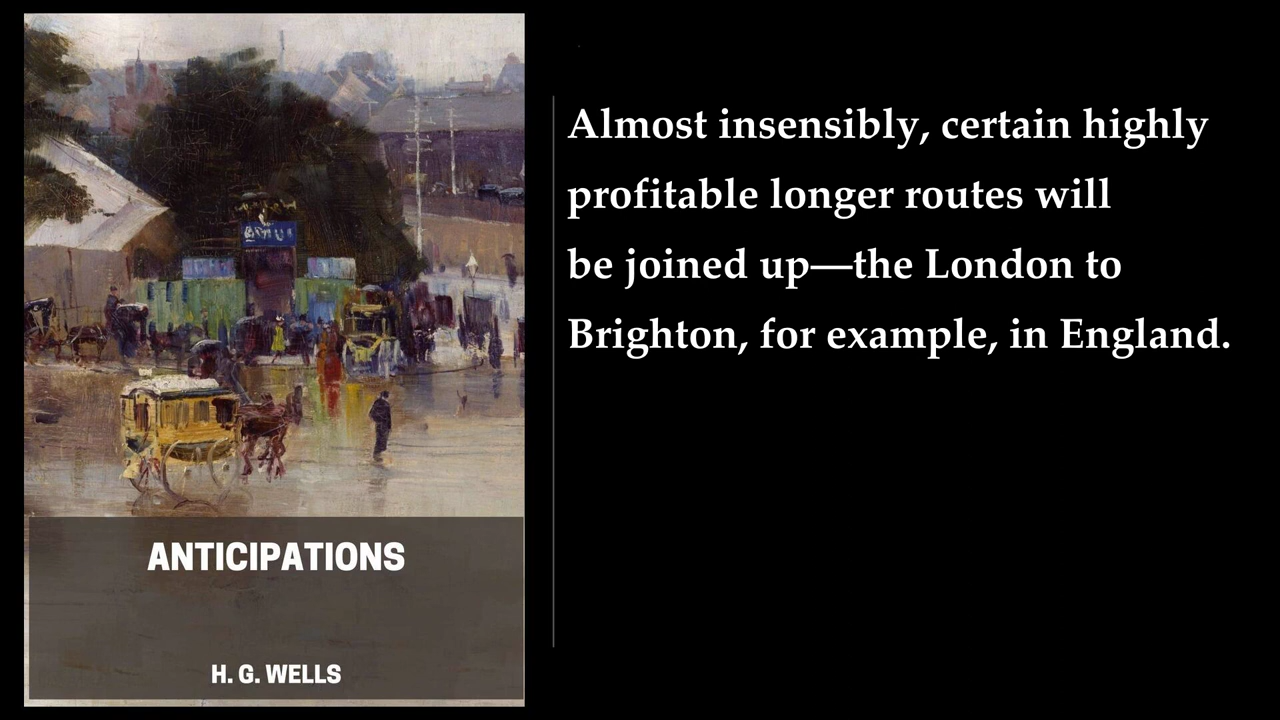 Almost insensibly, certain highly
profitable longer routes will
be joined up—the London to
Brighton, for example, in England.
ANTICIPATIONS
H. G. WELLS